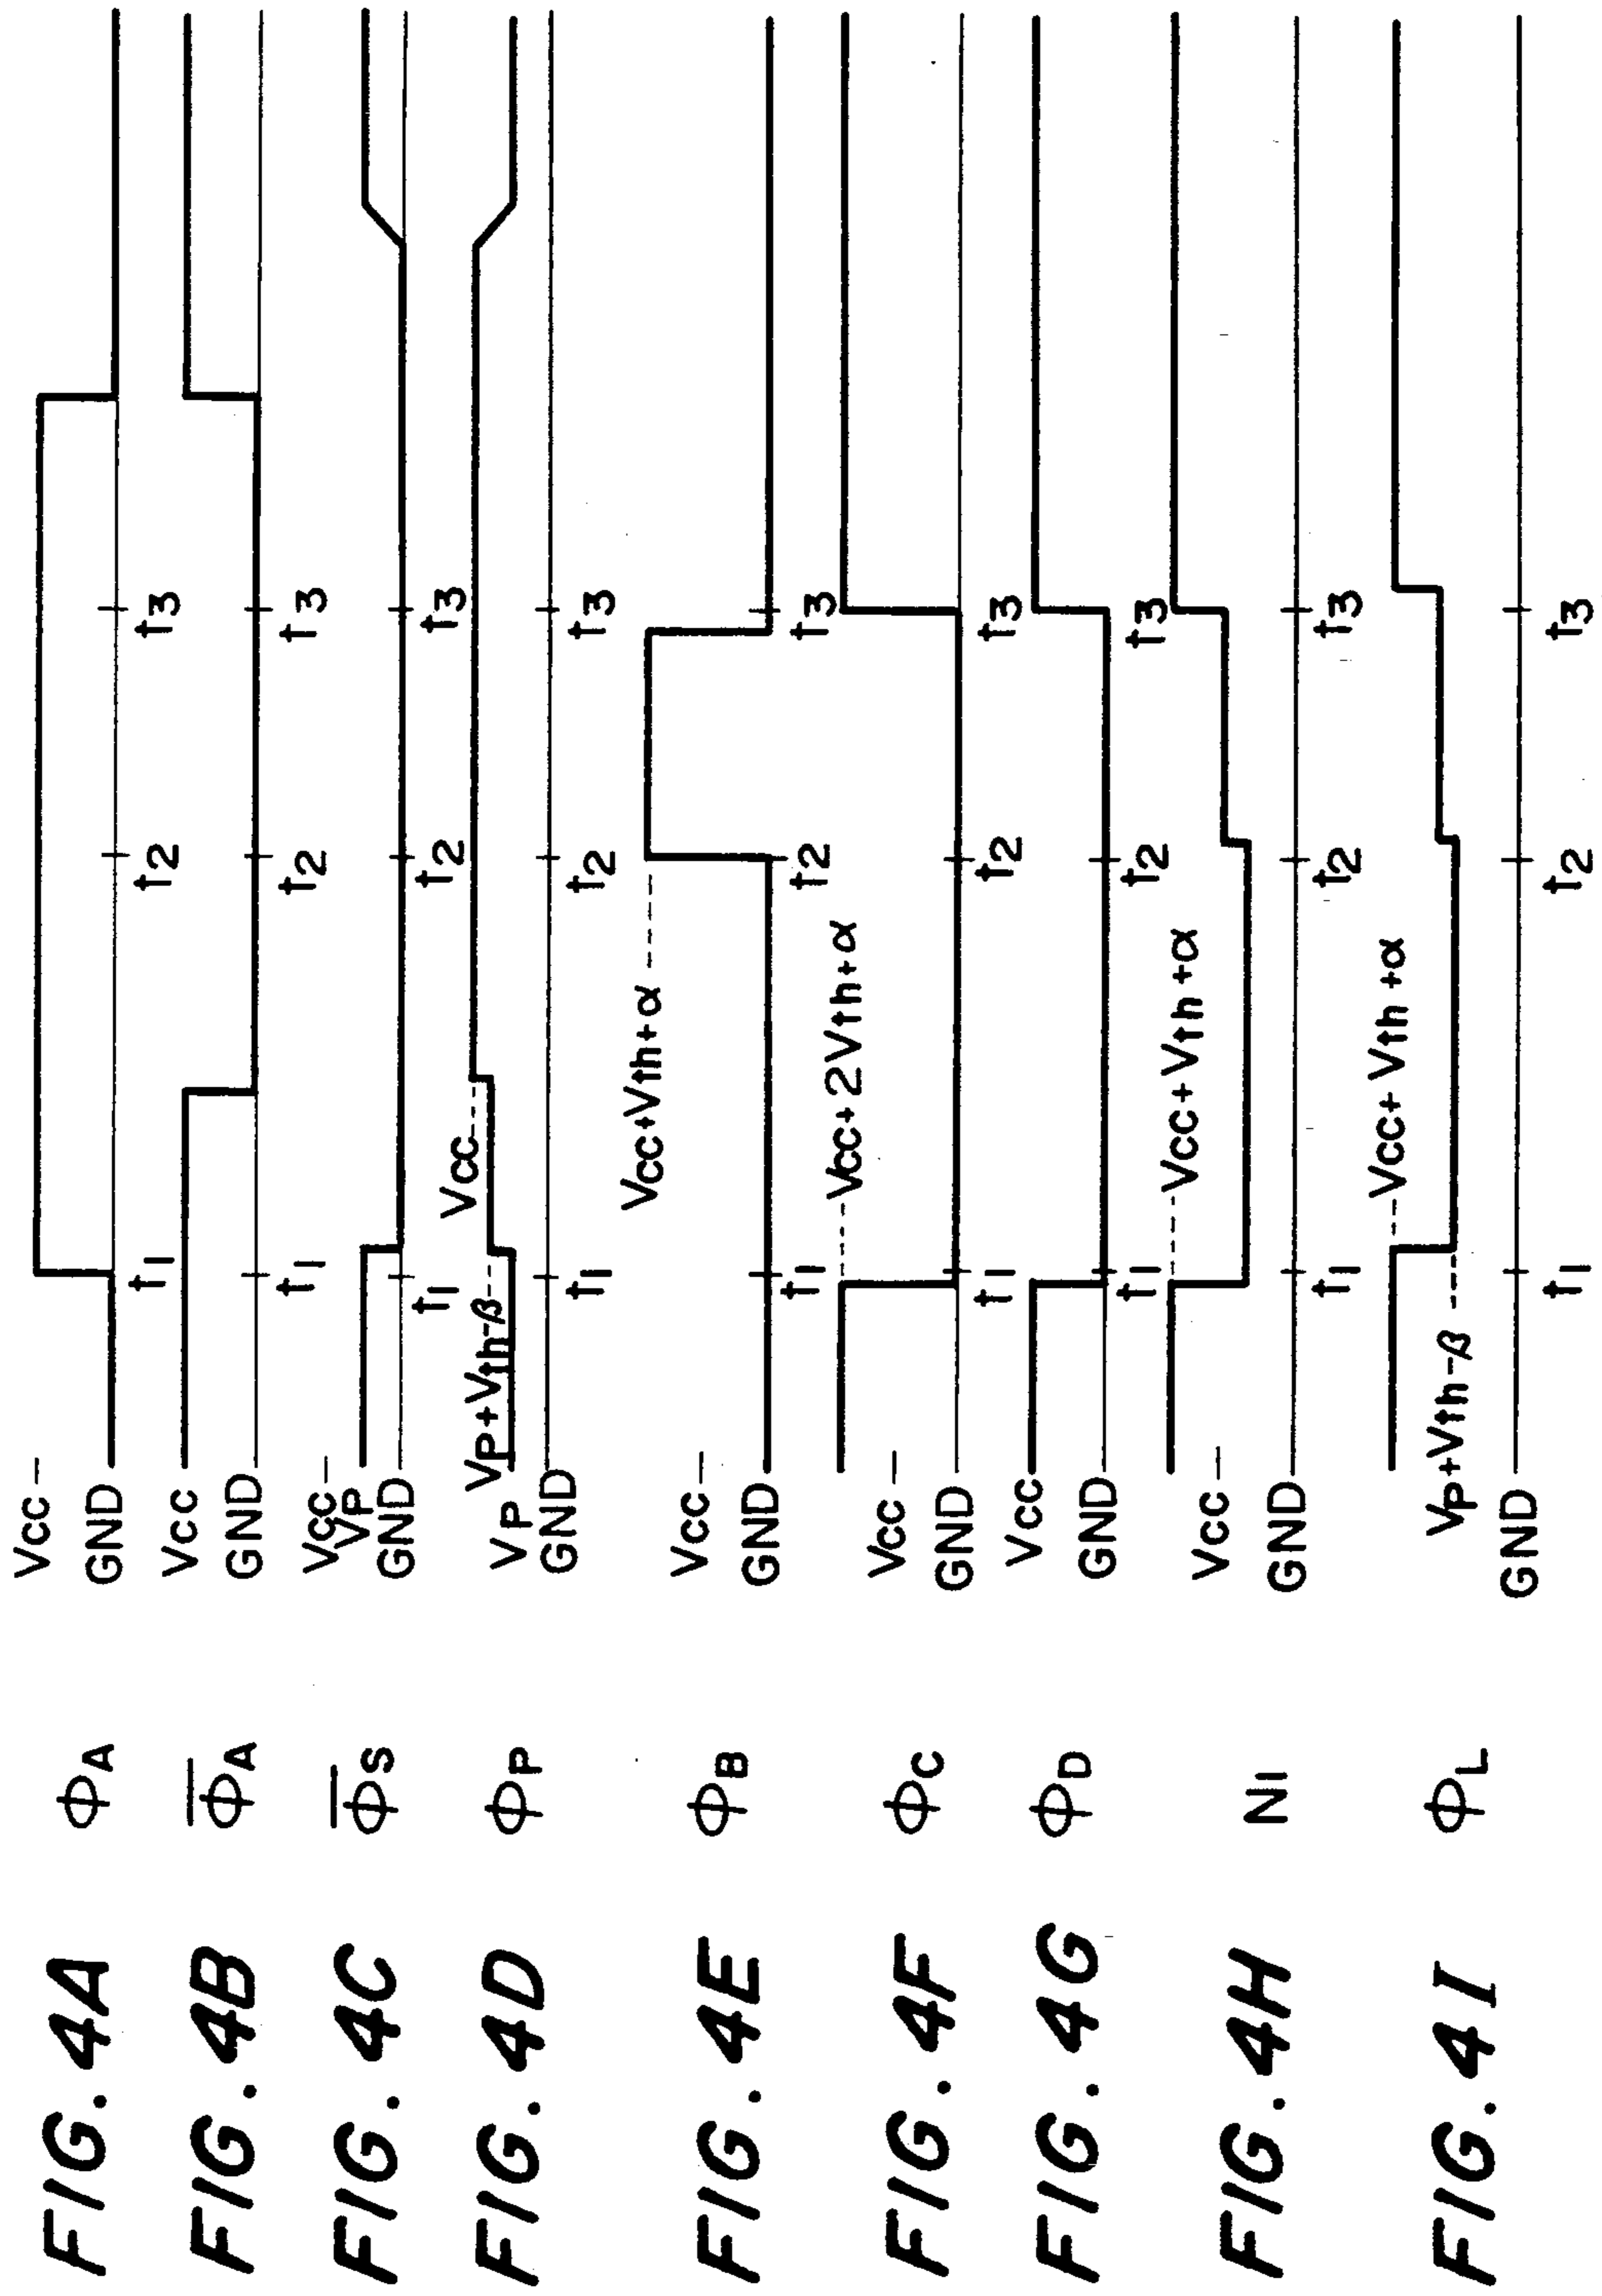 FIG. 4A
ΦA
Vcc
GND
t1
t2
t3
FIG. 4B
Φ̅A
Vcc
GND
t1
t2
t3
FIG. 4C
Φ̅S
Vcc
VP
GND
t1
t2
t3
FIG. 4D
ΦP
VP+Vth-β
Vcc
VP
GND
t1
t2
t3
FIG. 4E
ΦB
Vcc+Vth+α
Vcc
GND
t1
t2
t3
FIG. 4F
ΦC
Vcc+2Vth+α
Vcc
GND
t1
t2
t3
FIG. 4G
ΦD
Vcc
GND
t1
t2
t3
FIG. 4H
N1
Vcc+Vth+α
Vcc
GND
t1
t2
t3
FIG. 4I
ΦL
Vcc+Vth+α
VP+Vth-β
GND
t1
t2
t3